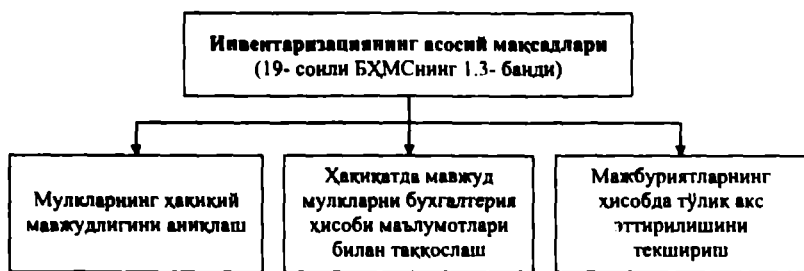 Инвентаризациянинг асосий мақсадлари
(19- сонли БҲМСнинг 1.3- банди)
Мулкларнинг ҳақиқий
мавжудлигини аниқлаш
Ҳақиқатда мавжуд
мулкларни бухгалтерия
ҳисоби маълумотлари
билан таққослаш
Мажбуриятларнинг
ҳисобда тўлиқ акс
эттирилишини
текшириш